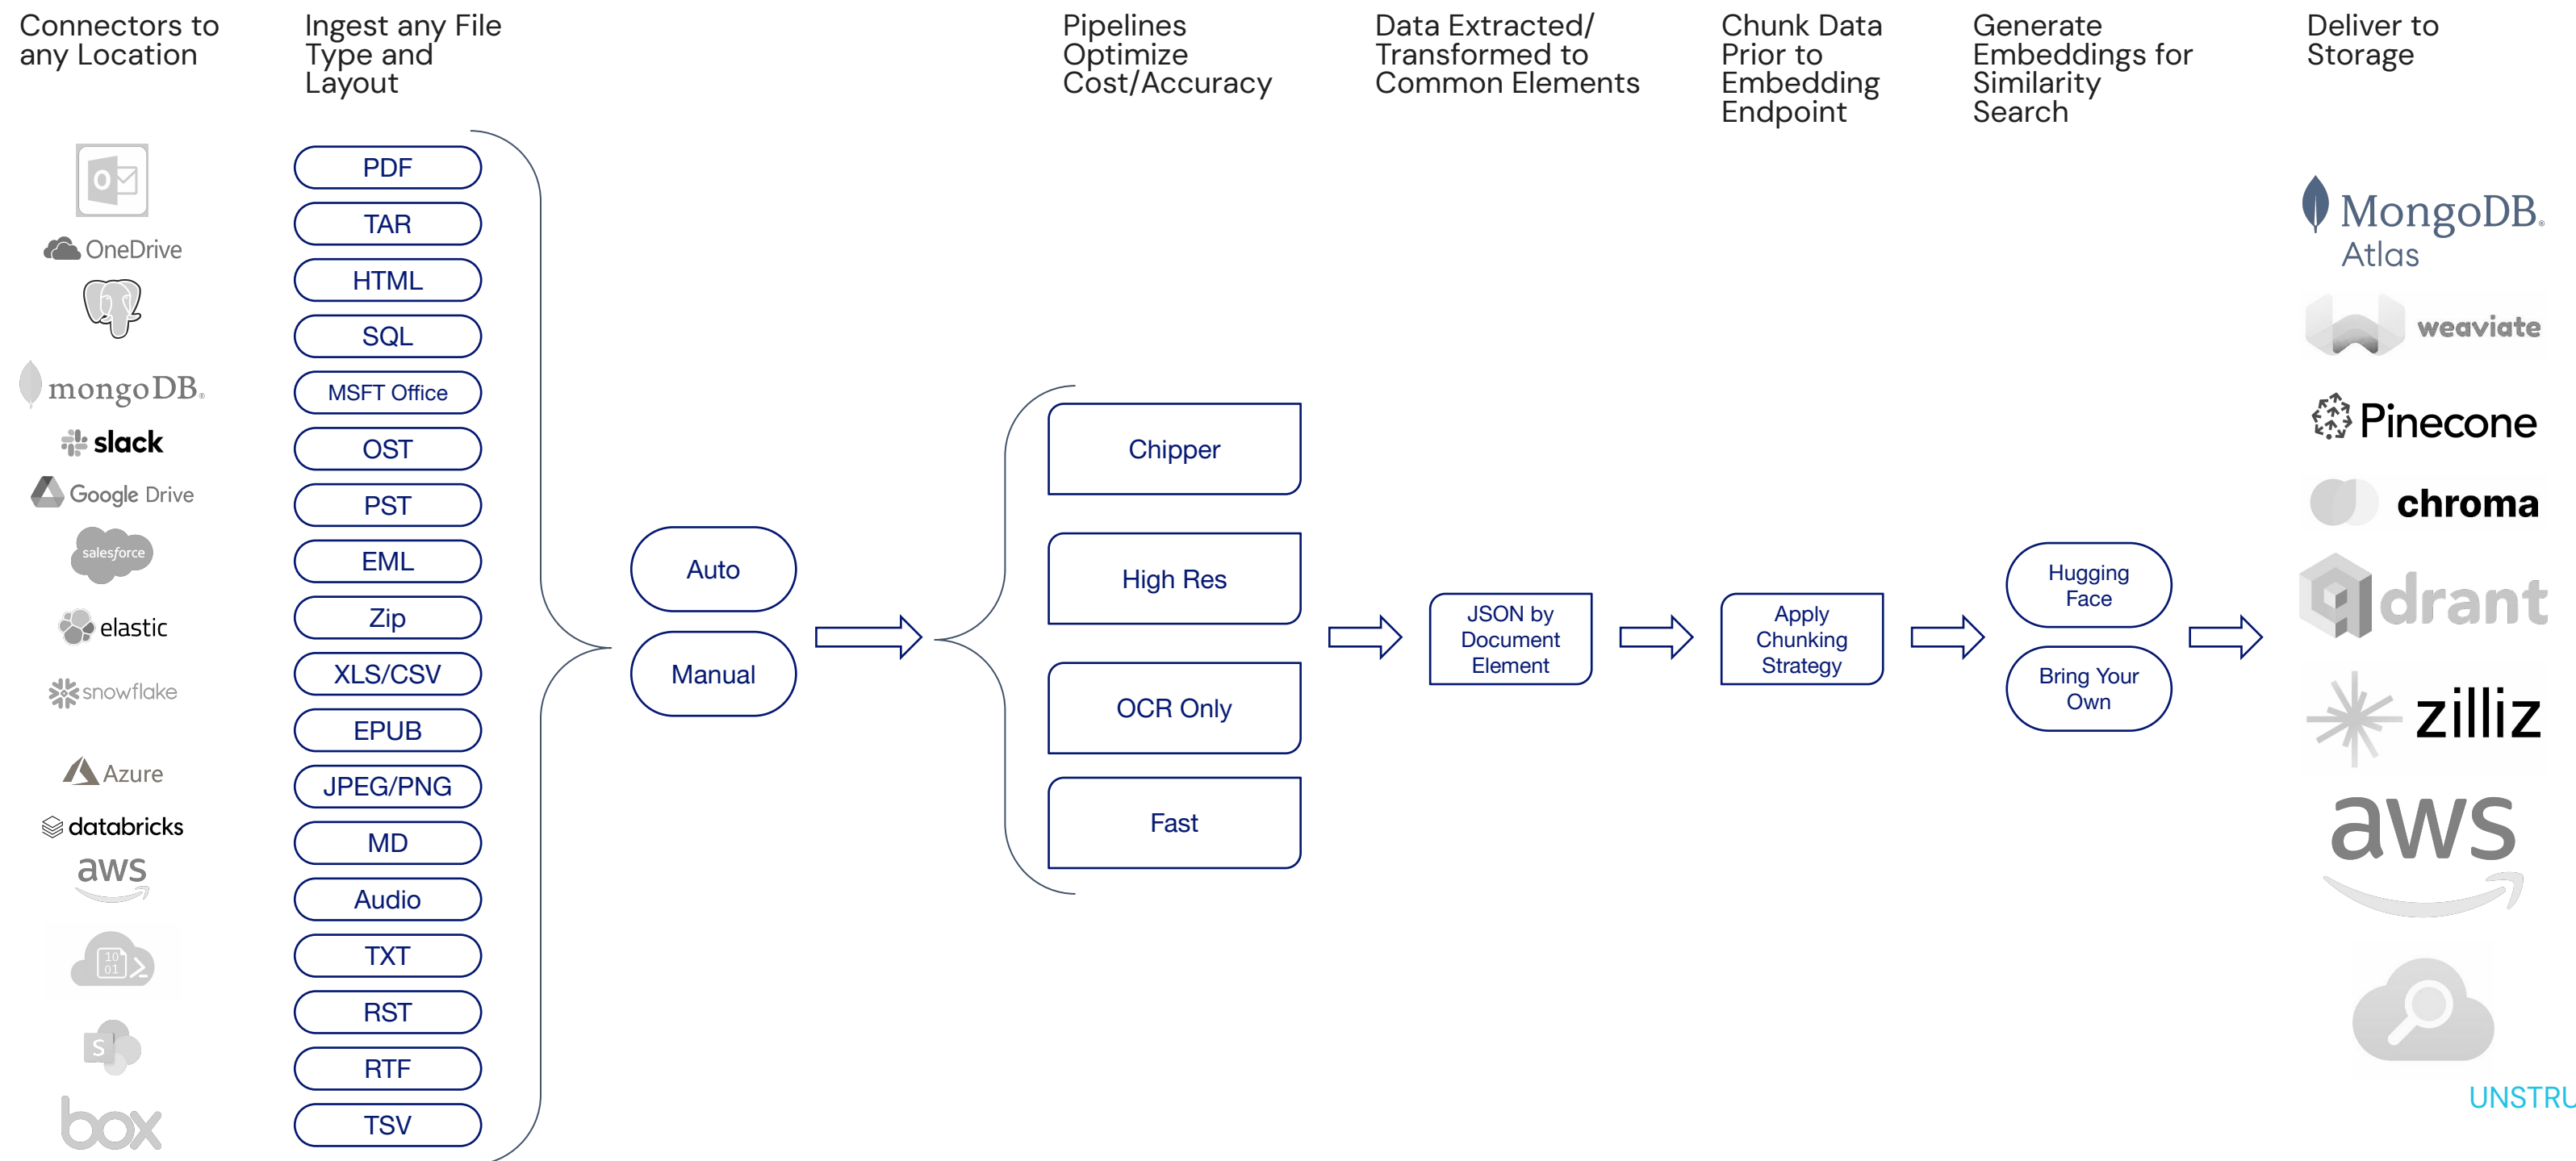 Connectors to
any Location
Ingest any File
Type and
Layout
Pipelines
Optimize
Cost/Accuracy
Data Extracted/
Transformed to
Common Elements
Chunk Data
Prior to
Embedding
Endpoint
Generate
Embeddings for
Similarity
Search
Deliver to
Storage
O
OneDrive
mongoDB®
slack
Google Drive
salesforce
elastic
snowflake
Azure
databricks
aws
10
01
S
box
PDF
TAR
HTML
SQL
MSFT Office
OST
PST
EML
Zip
XLS/CSV
EPUB
JPEG/PNG
MD
Audio
TXT
RST
RTF
TSV
Auto
Manual
Chipper
High Res
OCR Only
Fast
JSON by
Document
Element
Apply
Chunking
Strategy
Hugging
Face
Bring Your
Own
MongoDB®
Atlas
weaviate
Pinecone
chroma
qdrant
zilliz
aws
UNSTRU